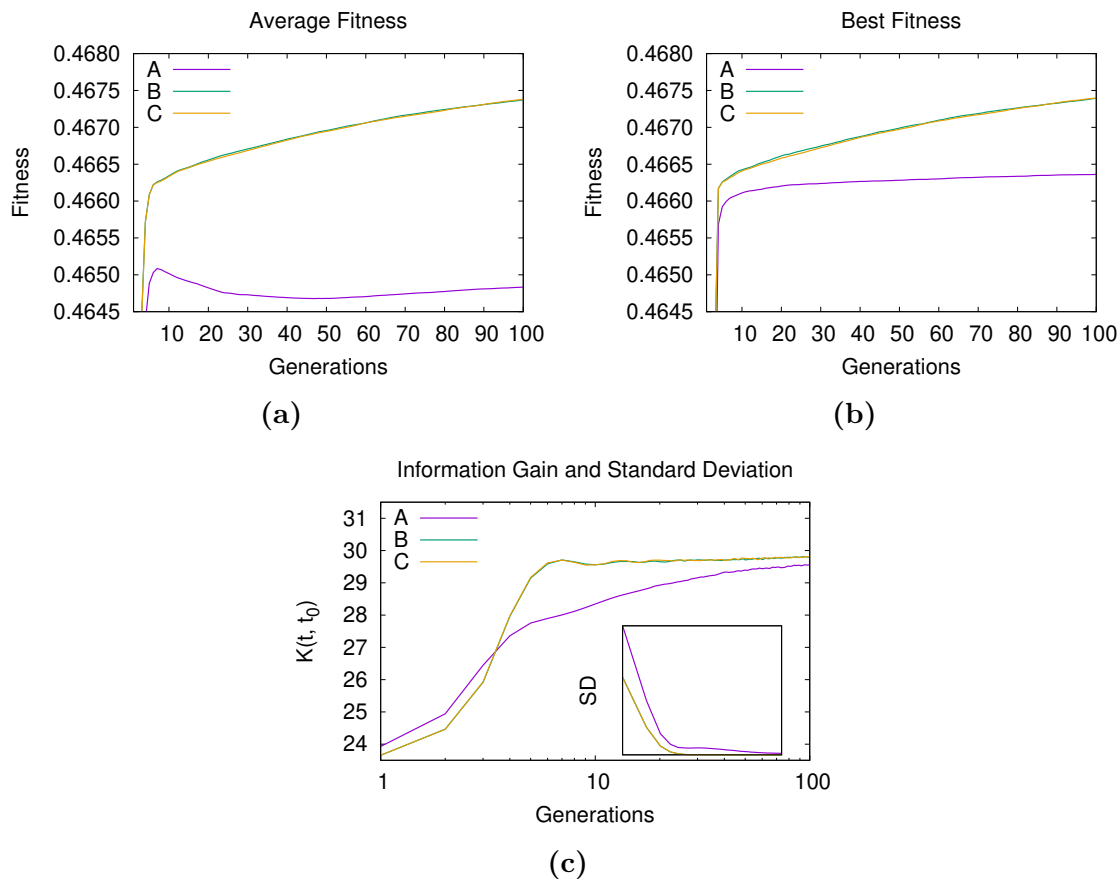 Average Fitness
0.4680
0.4675
0.4670
0.4665
0.4660
0.4655
0.4650
0.4645
Fitness
A
B
C
10 20 30 40 50 60 70 80 90 100
Generations
(a)
Best Fitness
0.4680
0.4675
0.4670
0.4665
0.4660
0.4655
0.4650
0.4645
Fitness
A
B
C
10 20 30 40 50 60 70 80 90 100
Generations
(b)
Information Gain and Standard Deviation
31
30
29
28
27
26
25
24
K(t, t0)
A
B
C
SD
1 10 100
Generations
(c)